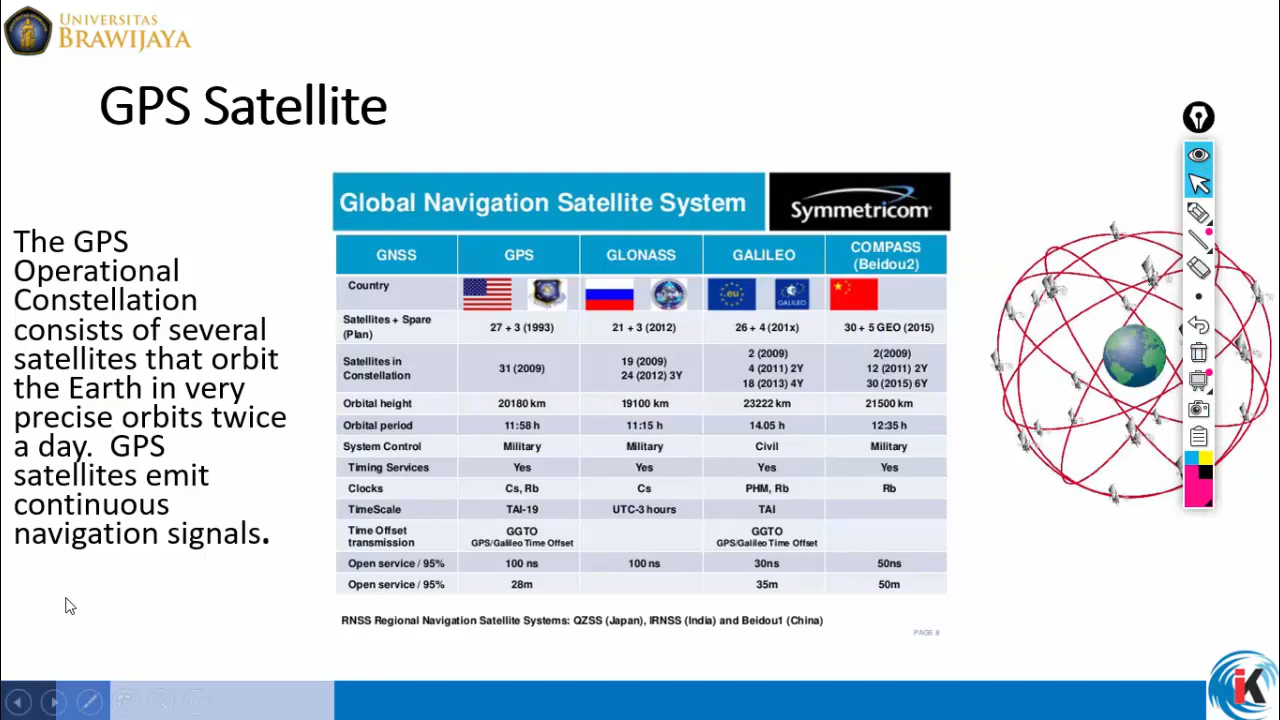 UNIVERSITAS
BRAWIJAYA
GPS Satellite
The GPS
Operational
Constellation
consists of several
satellites that orbit
the Earth in very
precise orbits twice
a day. GPS
satellites emit
continuous
navigation signals.
Global Navigation Satellite System
Symmetricom
GNSS GPS GLONASS GALILEO COMPASS (Beidou2)
Country
Satellites + Spare (Plan) 27 + 3 (1993) 21 + 3 (2012) 26 + 4 (201x) 30 + 5 GEO (2015)
Satellites in Constellation 31 (2009) 19 (2009) 24 (2012) 3Y 2 (2009) 4 (2011) 2Y 18 (2013) 4Y 2(2009) 12 (2011) 2Y 30 (2015) 6Y
Orbital height 20180 km 19100 km 23222 km 21500 km
Orbital period 11:58 h 11:15 h 14.05 h 12:35 h
System Control Military Military Civil Military
Timing Services Yes Yes Yes Yes
Clocks Cs, Rb Cs PHM, Rb Rb
TimeScale TAI-19 UTC-3 hours TAI
Time Offset transmission GGTO GPS/Galileo Time Offset GGTO GPS/Galileo Time Offset
Open service / 95% 100 ns 100 ns 30ns 50ns
Open service / 95% 28m 35m 50m
RNSS Regional Navigation Satellite Systems: QZSS (Japan), IRNSS (India) and Beidou1 (China)
PAGE 8
eu
GALILEO
iK